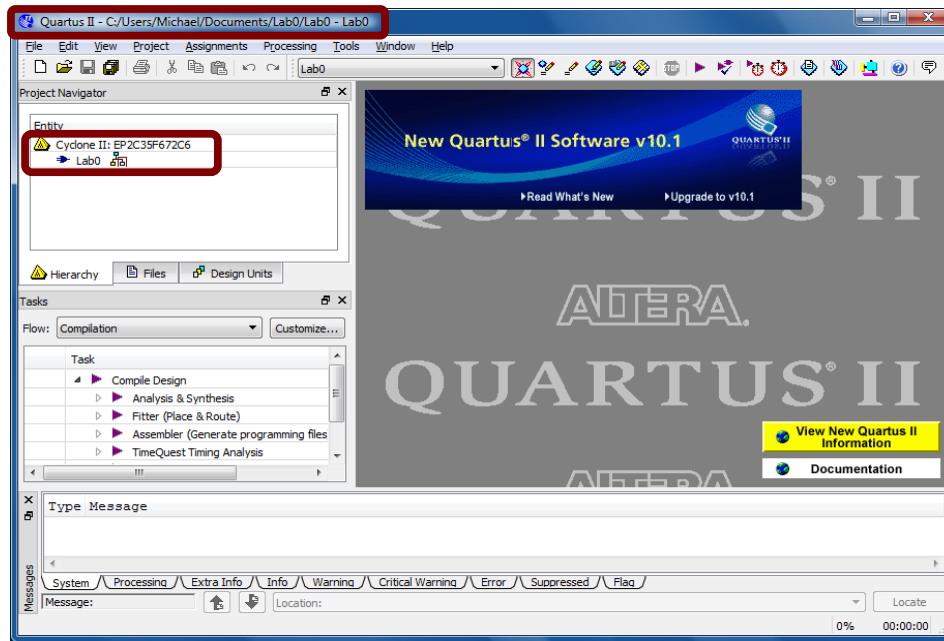 Quartus II - C:/Users/Michael/Documents/Lab0/Lab0 - Lab0
File Edit View Project Assignments Processing Tools Window Help
Lab0
Project Navigator
Entity
Cyclone II: EP2C35F672C6
Lab0
Hierarchy Files Design Units
Tasks
Flow: Compilation Customize...
Task
Compile Design
Analysis & Synthesis
Fitter (Place & Route)
Assembler (Generate programming files
TimeQuest Timing Analysis
New Quartus® II Software v10.1
QUARTUS II
Read What's New Upgrade to v10.1
QUARTUS® II
ALTERA.
QUARTUS® II
View New Quartus II
Information
Documentation
ALTERA
Type Message
Messages
System Processing Extra Info Info Warning Critical Warning Error Suppressed Flag
Message: Location: Locate
0% 00:00:00